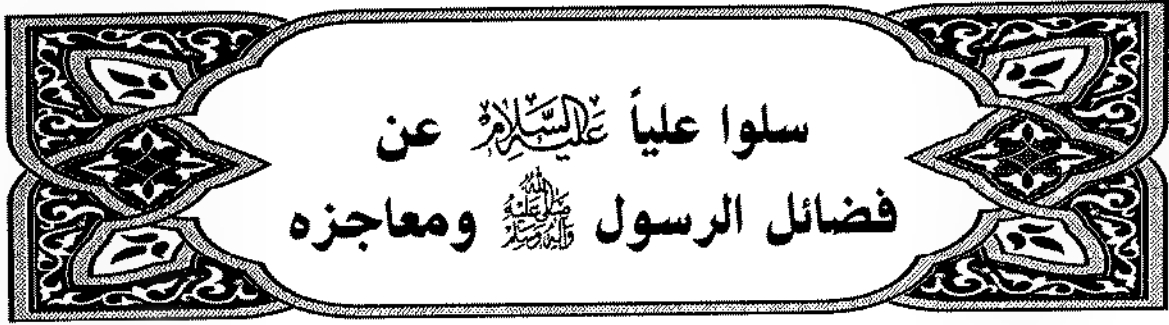 سلوا علياً عليه السلام عن
فضائل الرسول صلى الله عليه وآله وسلم ومعاجزه